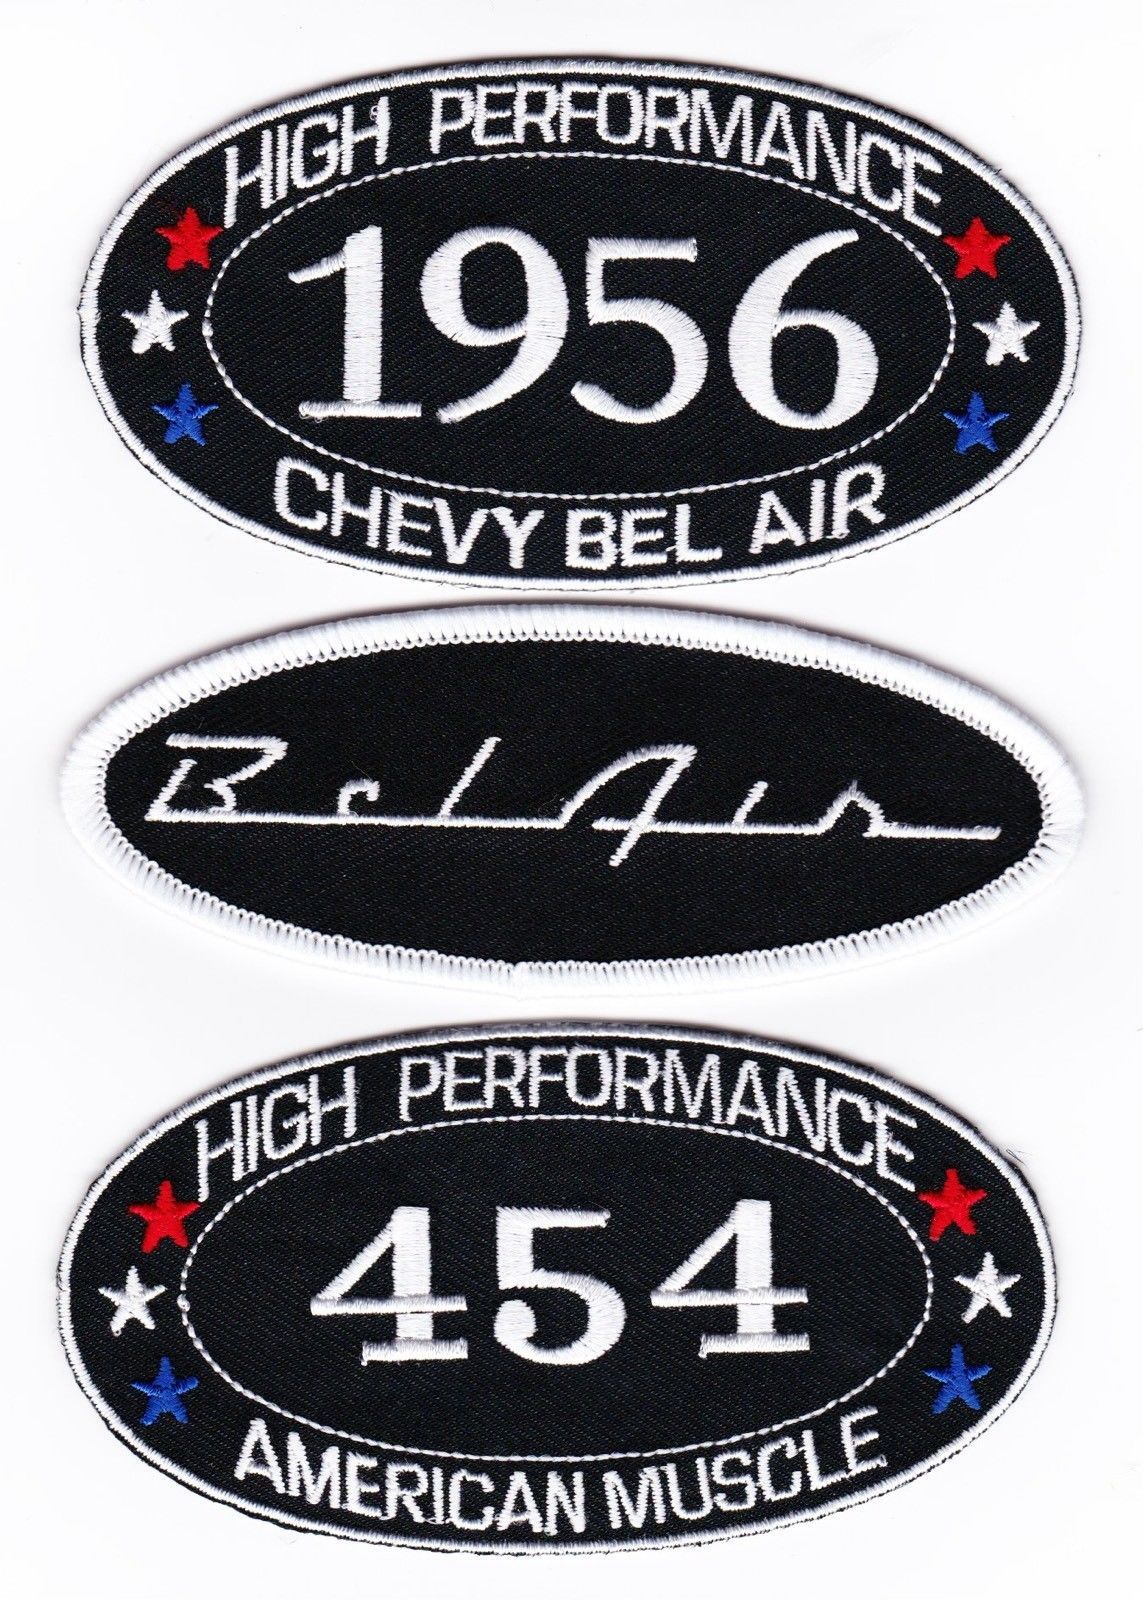 HIGH PERFORMANCE
1956
CHEVY BEL AIR
Bel Air
HIGH PERFORMANCE
454
AMERICAN MUSCLE